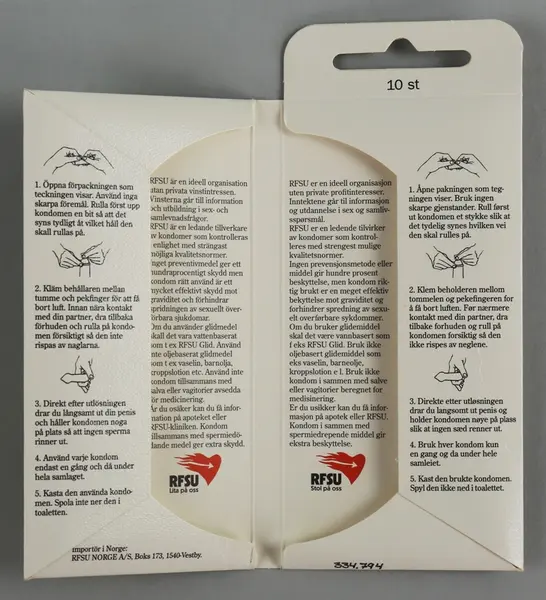 10 st
1. Öppna förpackningen som
teckningen visar. Använd inga
skarpa föremål. Rulla först upp
kondomen en bit så att det
syns tydligt åt vilket håll den
skall rullas på.
2. Kläm behållaren mellan
tumme och pekfinger för att få
bort luft. Innan nära kontakt
med din partner, dra tillbaka
förhuden och rulla på kondo-
men försiktigt så den inte
rispas av naglarna.
3. Direkt efter utlösningen
drar du långsamt ut din penis
och håller kondomen noga
på plats så att ingen sperma
rinner ut.
4. Använd varje kondom
endast en gång och då under
hela samlaget.
5. Kasta den använda kondo-
men. Spola inte ner den i
toaletten.
mportör i Norge:
RFSU NORGE A/S, Boks 173, 1540-Vestby.
RFSU är en ideell organisation
utan privata vinstintressen.
Vinsterna går till information
och utbildning i sex- och
samlevnadsfrågor.
RFSU är en ledande tillverkare
av kondomer som kontrolleras
enlighet med strängast
möjliga kvalitetsnormer.
Inget preventivmedel ger ett
hundraprocentigt skydd men
kondom rätt använd är ett
mycket effektivt skydd mot
graviditet och förhindrar
spridningen av sexuellt över-
förbara sjukdomar.
Om du använder glidmedel
skall det vara vattenbaserat
som t ex RFSU Glid. Använd
inte oljebaserat glidmedel
som t ex vaselin, barnolja,
kroppslotion etc. Använd inte
kondom tillsammans med
salva eller vagitorier avsedda
för medicinering.
Är du osäker kan du få infor-
mation på apoteket eller
RFSU-kliniken. Kondom
tillsammans med spermiedö-
dande medel ger extra skydd.
RFSU
Lita på oss
RFSU er en ideell organisasjon
uten private profitinteresser.
Inntektene går til informasjon
og utdannelse i sex og samliv-
sspørsmål.
RFSU er en ledende tilvirker
av kondomer som kontrol-
leres med strengest mulige
kvalitetsnormer.
Ingen prevensjonsmetode eller
middel gir hundre prosent
beskyttelse, men kondom rik-
tig brukt er en meget effektiv
bekyttelse mot graviditet og
forhindrer spredning av sexu-
elt overførbare sykdommer.
Om du bruker glidemiddel
skal det være vannbasert som
f eks RFSU Glid. Bruk ikke
oljebasert glidemiddel som
eks vaselin, barneolje,
kroppslotion e l. Bruk ikke
kondom i sammen med salve
eller vagitorier beregnet for
medisinering.
Er du usikker kan du få infor-
masjon på apotek eller RFSU.
Kondom i sammen med
spermiedrepende middel gir
ekstra beskyttelse.
RFSU
Stol på oss
1. Åpne pakningen som teg-
ningen viser. Bruk ingen
skarpe gjenstander. Rull først
ut kondomen et stykke slik at
det tydelig synes hvilken vei
den skal rulles på.
2. Klem beholderen mellom
tommelen og pekefingeren for
å få bort luft. Før nærmere
kontakt med din partner, dra
tilbake forhuden og rull på
kondomen forsiktig så den
ikke rispes av neglene.
3. Direkte etter utløsningen
drar du langsomt ut penis og
holder kondomen nøye på plass
slik at ingen sæd renner ut.
4. Bruk hver kondom kun
en gang og da under hele
samleiet.
5. Kast den brukte kondomen.
Spyl den ikke ned i toalettet.
334,794